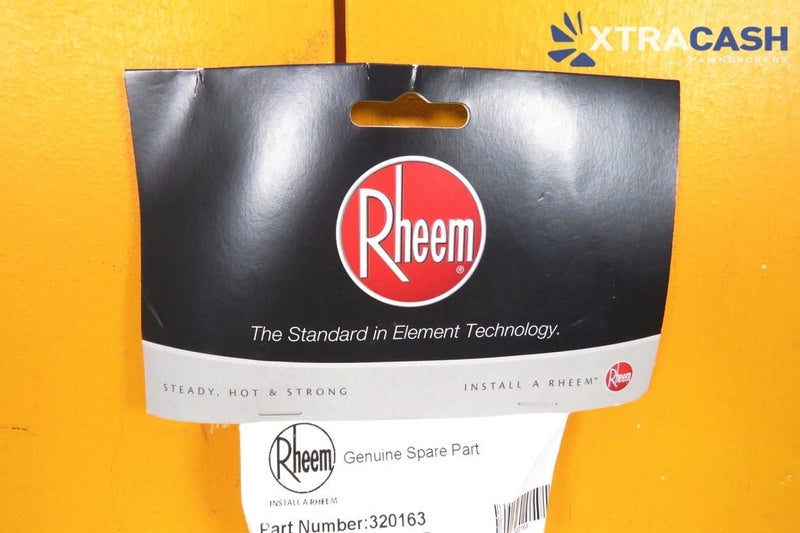 XTRACASH
PAWNBROKERS
Rheem
®
The Standard in Element Technology.
STEADY, HOT & STRONG
INSTALL A RHEEM®
Rheem
Rheem
Genuine Spare Part
INSTALL A RHEEM
Part Number:320163